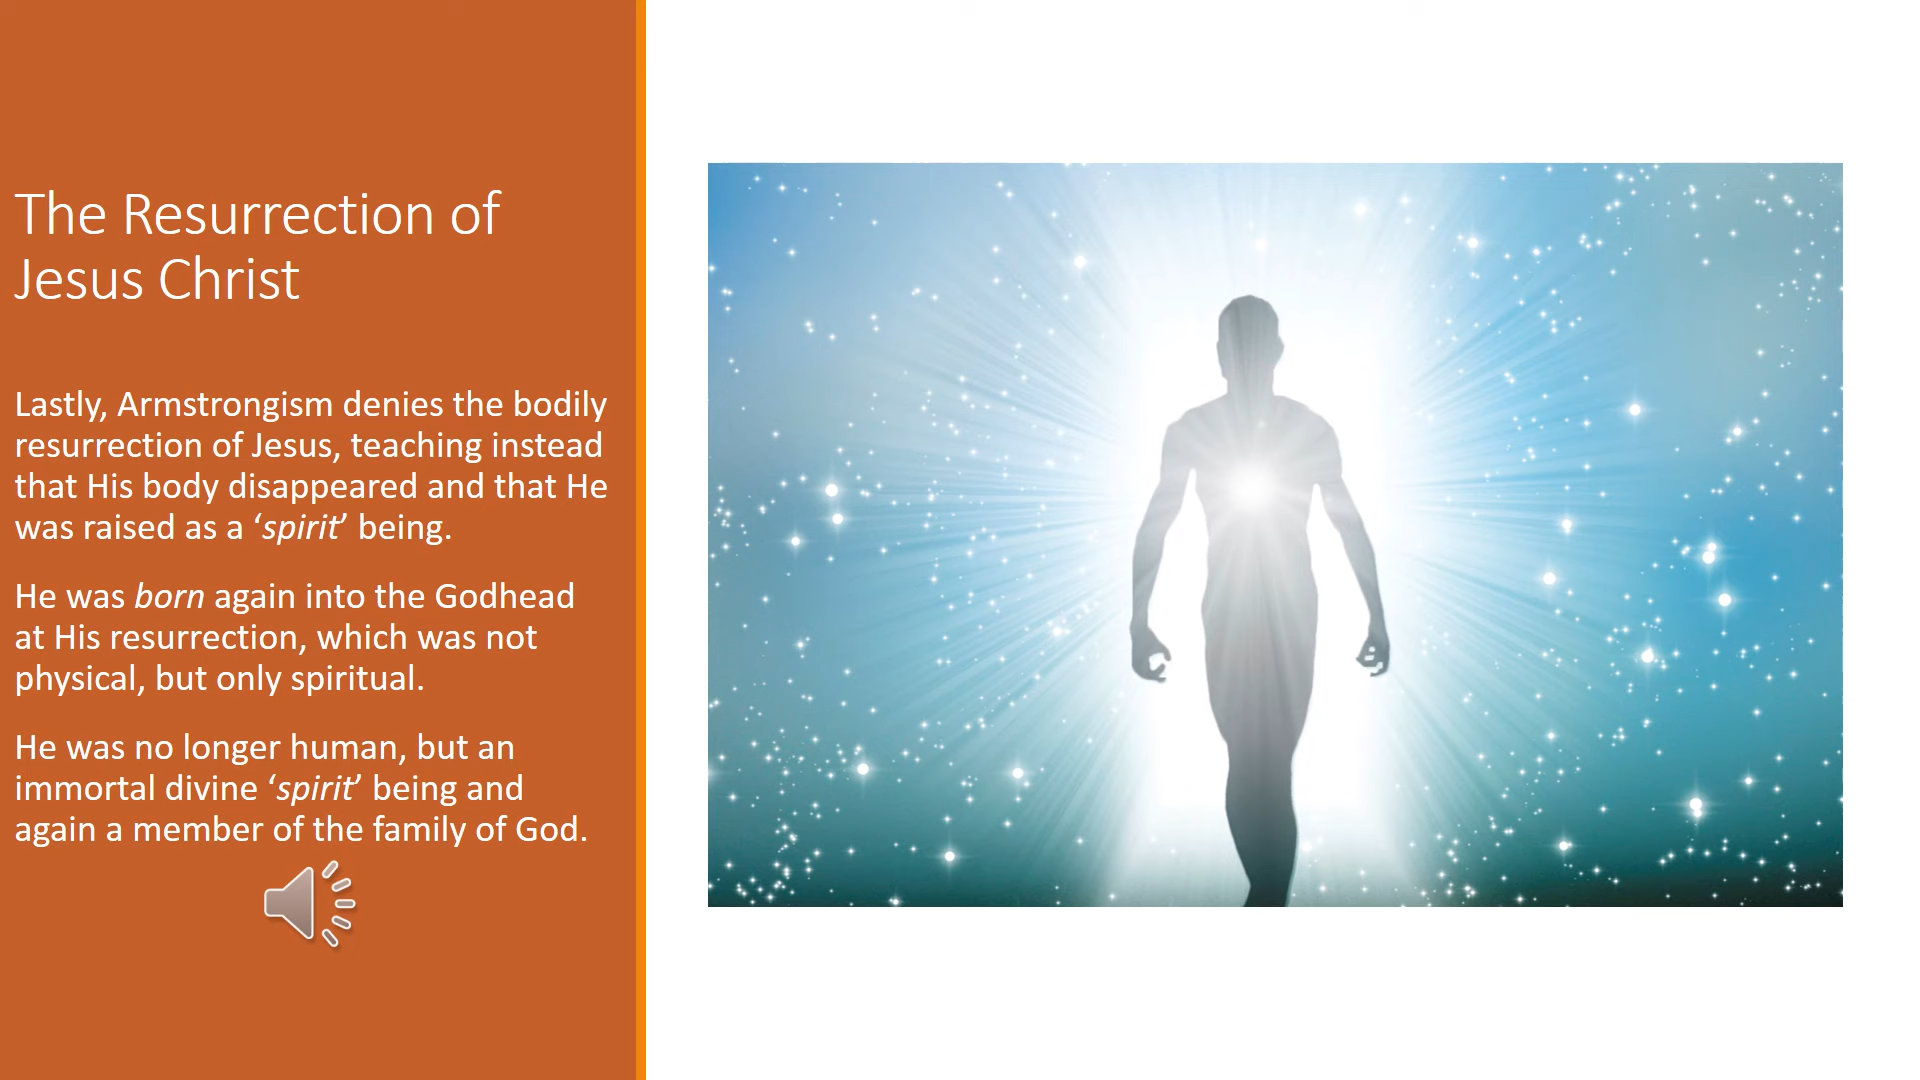 The Resurrection of
Jesus Christ
Lastly, Armstrongism denies the bodily
resurrection of Jesus, teaching instead
that His body disappeared and that He
was raised as a ‘spirit’ being.
He was born again into the Godhead
at His resurrection, which was not
physical, but only spiritual.
He was no longer human, but an
immortal divine ‘spirit’ being and
again a member of the family of God.